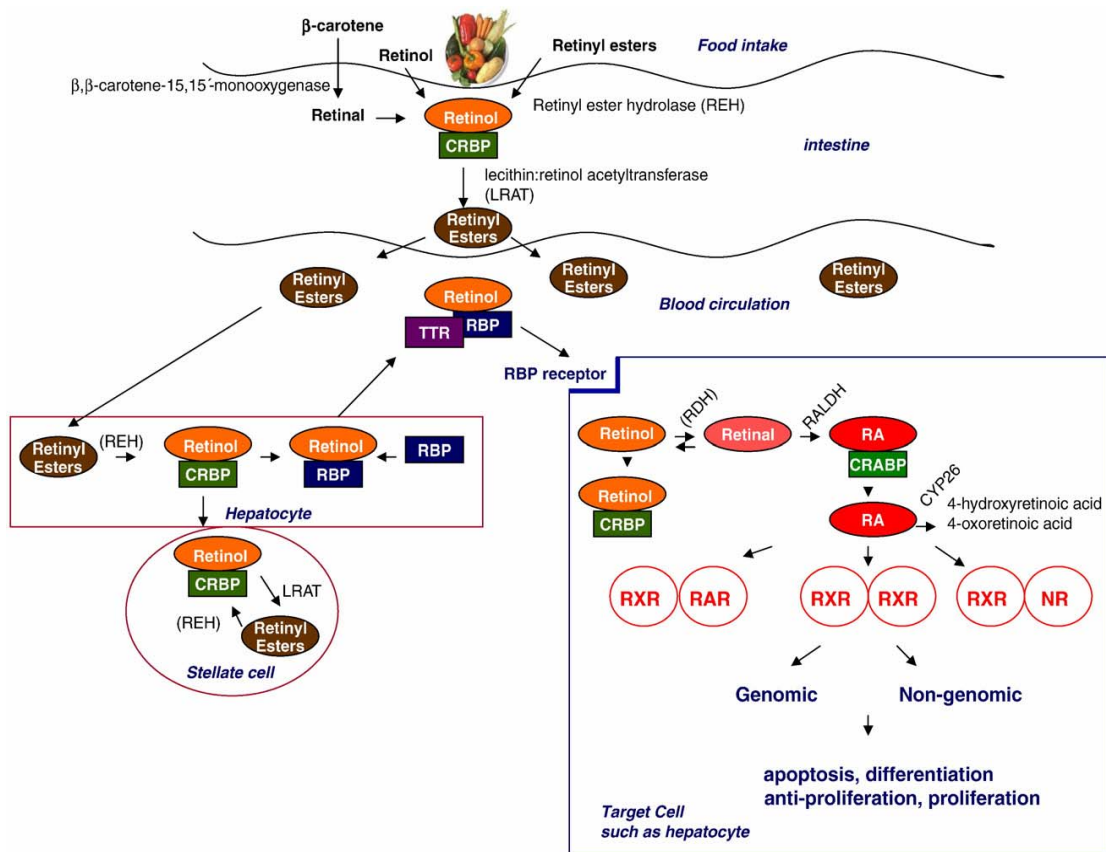 β-carotene
Retinol
Retinyl esters
Food intake
β,β-carotene-15,15´-monooxygenase
Retinal
Retinol
CRBP
Retinyl ester hydrolase (REH)
intestine
lecithin:retinol acetyltransferase
(LRAT)
Retinyl
Esters
Retinyl
Esters
Retinyl
Esters
Retinyl
Esters
Blood circulation
Retinol
TTR
RBP
RBP receptor
Retinyl
Esters
(REH)
Retinol
CRBP
Retinol
RBP
RBP
Hepatocyte
Retinol
CRBP
LRAT
(REH)
Retinyl
Esters
Stellate cell
Retinol
(RDH)
Retinal
RALDH
RA
CRABP
Retinol
CRBP
RA
CYP26
4-hydroxyretinoic acid
4-oxoretinoic acid
RXR
RAR
RXR
RXR
RXR
NR
Genomic
Non-genomic
apoptosis, differentiation
anti-proliferation, proliferation
Target Cell
such as hepatocyte